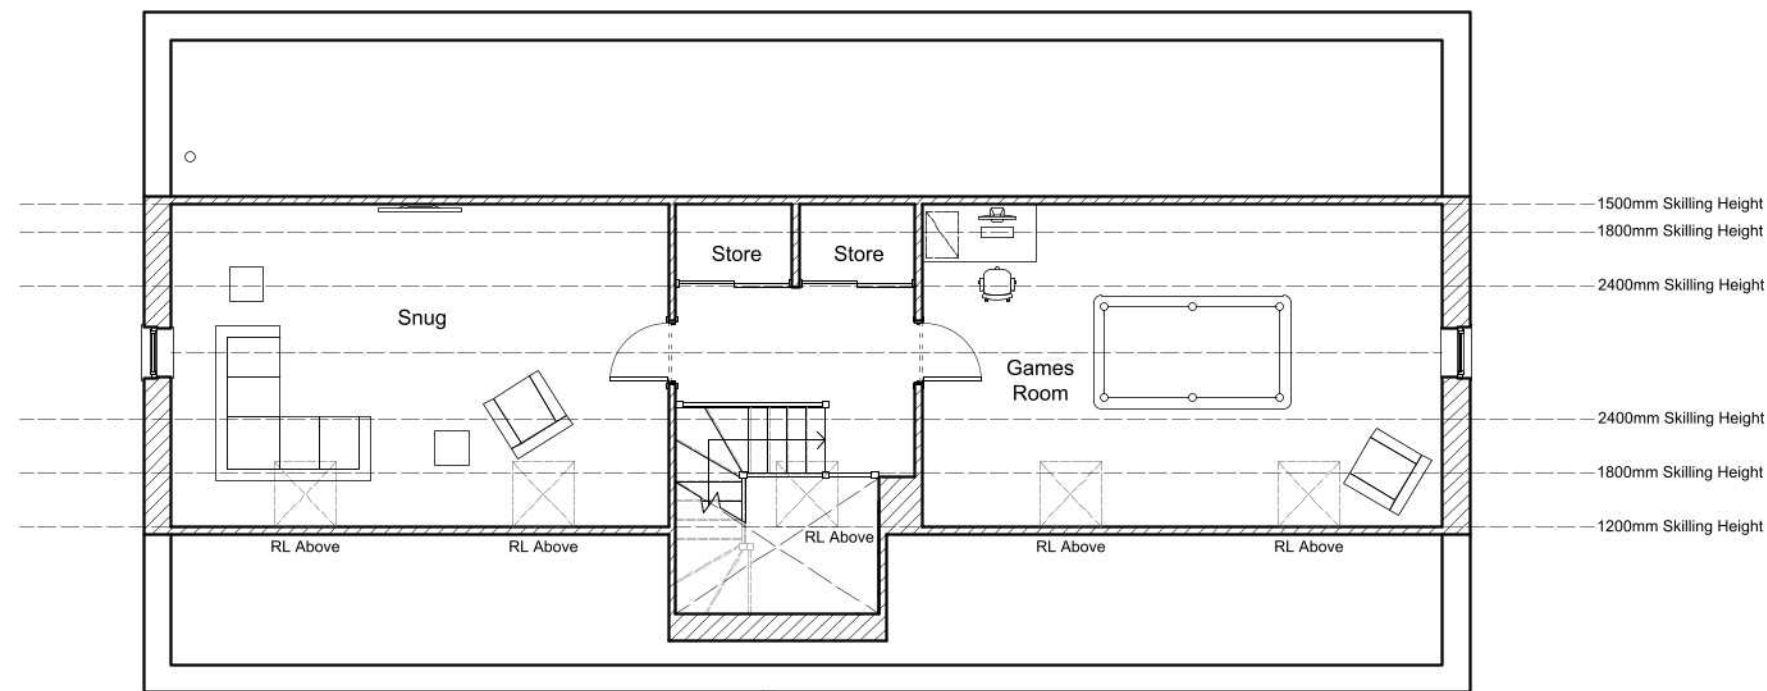 1500mm Skilling Height
1800mm Skilling Height
Store
Store
2400mm Skilling Height
Snug
Games
Room
2400mm Skilling Height
1800mm Skilling Height
1200mm Skilling Height
RL Above
RL Above
RL Above
RL Above
RL Above